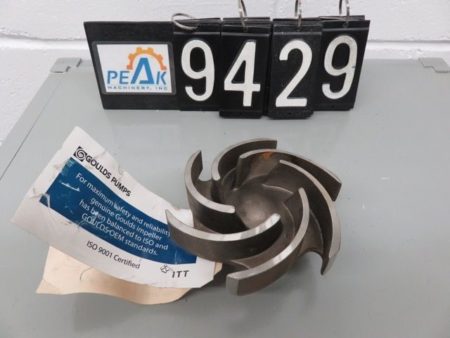 PEAK
MACHINERY, INC
9429
GOULDS PUMPS
For maximum safety and reliability
genuine Goulds impeller
has been balanced to ISO and
GOULDS' OEM standards.
ISO 9001 Certified
ITT